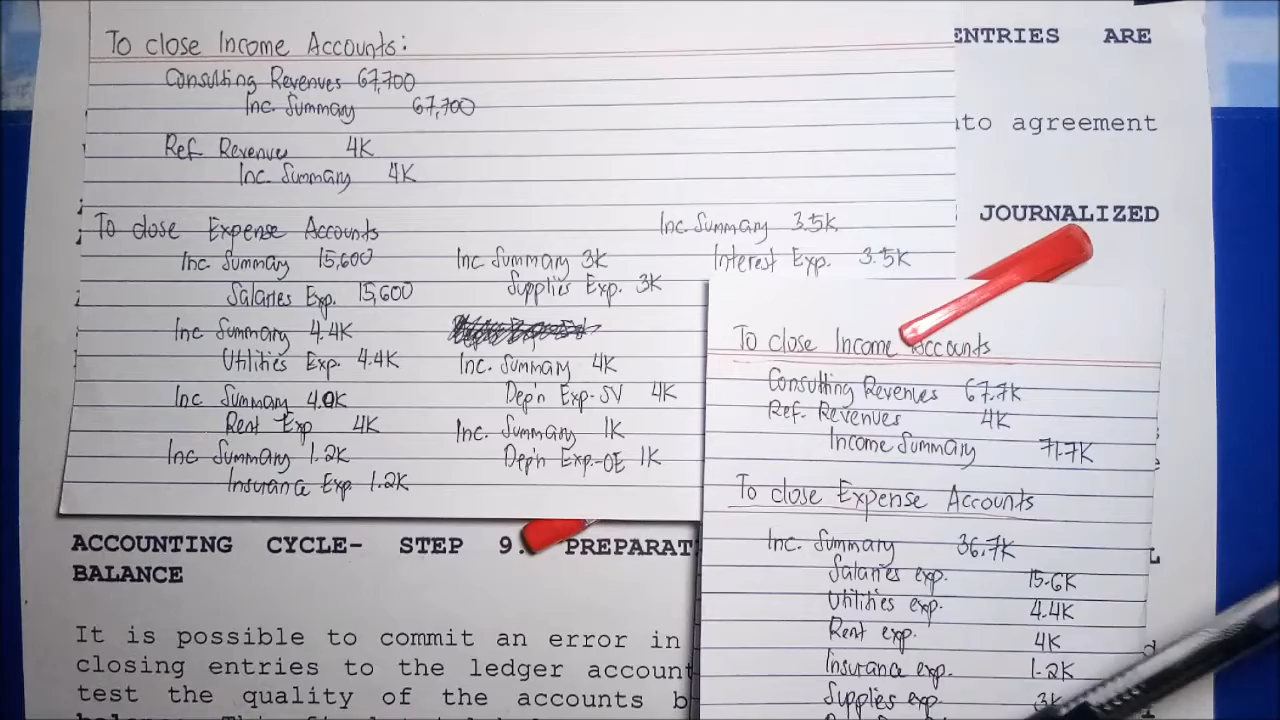 ENTRIES ARE
to agreement
JOURNALIZED
To close Income Accounts:
Consulting Revenues 67,700
Inc. Summary 67,700
Ref. Revenues 4K
Inc. Summary 4K
To close Expense Accounts
Inc. Summary 15,600
Salaries Exp. 15,600
Inc Summary 4.4K
Utilities Exp. 4.4K
Inc Summary 4.0K
Rent Exp 4K
Inc Summary 1.2K
Insurance Exp 1.2K
Inc Summary 3K
Supplies Exp. 3K
Inc. Summary 4K
Dep'n Exp-SV 4K
Inc. Summary 1K
Dep'n Exp.-OE 1K
Inc. Summary 3.5K
Interest Exp. 3.5K
To close Income Accounts
Consulting Revenues 67.7K
Ref. Revenues 4K
Income Summary 71.7K
To close Expense Accounts
Inc. Summary 36.7K
Salaries exp. 15.6K
Utilities exp. 4.4K
Rent exp. 4K
Insurance exp. 1.2K
Supplies exp. 3K
ACCOUNTING CYCLE- STEP 9. PREPARAT
BALANCE
It is possible to commit an error in
closing entries to the ledger account
test the quality of the accounts b